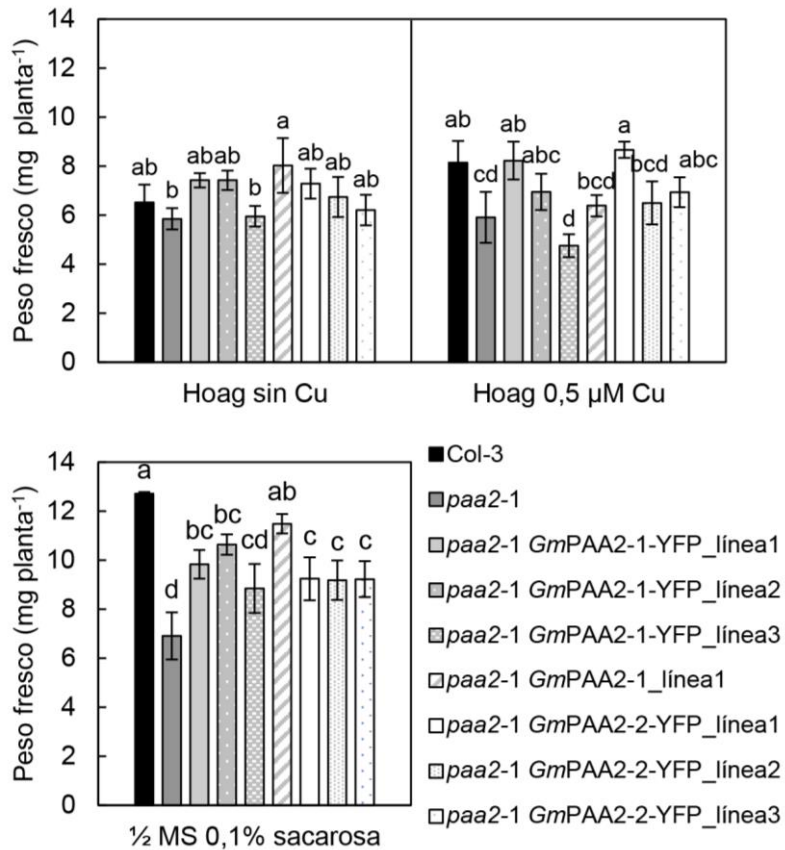 Peso fresco (mg planta-1)
14
12
10
8
6
4
2
0
ab
b
ab
ab
b
a
ab
ab
ab
Hoag sin Cu
ab
cd
ab
abc
d
bcd
a
bcd
abc
Hoag 0,5 µM Cu
Peso fresco (mg planta-1)
14
12
10
8
6
4
2
0
a
d
bc
bc
cd
ab
c
c
c
½ MS 0,1% sacarosa
Col-3
paa2-1
paa2-1 GmPAA2-1-YFP_línea1
paa2-1 GmPAA2-1-YFP_línea2
paa2-1 GmPAA2-1-YFP_línea3
paa2-1 GmPAA2-1_línea1
paa2-1 GmPAA2-2-YFP_línea1
paa2-1 GmPAA2-2-YFP_línea2
paa2-1 GmPAA2-2-YFP_línea3